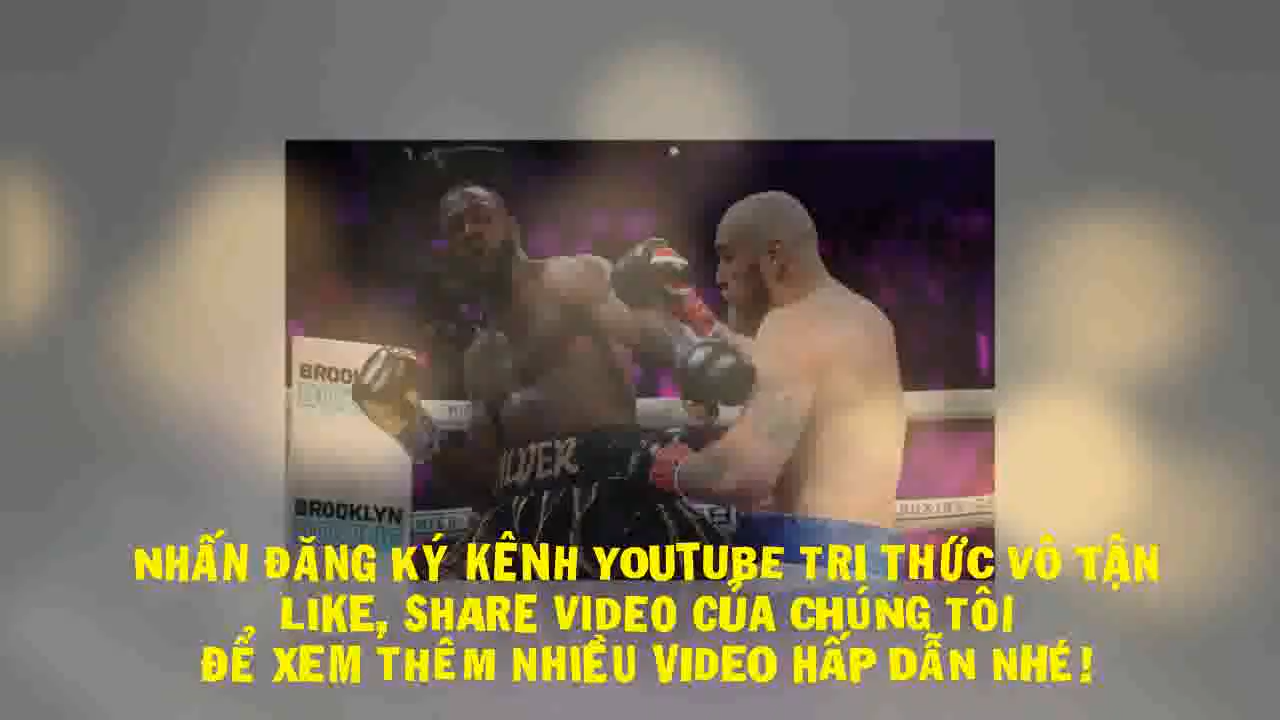 BROOKLYN
NHẤN ĐĂNG KÝ KÊNH YOUTUBE TRI THỨC VÔ TẬN
LIKE, SHARE VIDEO CỦA CHÚNG TÔI
ĐỂ XEM THÊM NHIỀU VIDEO HẤP DẪN NHÉ!